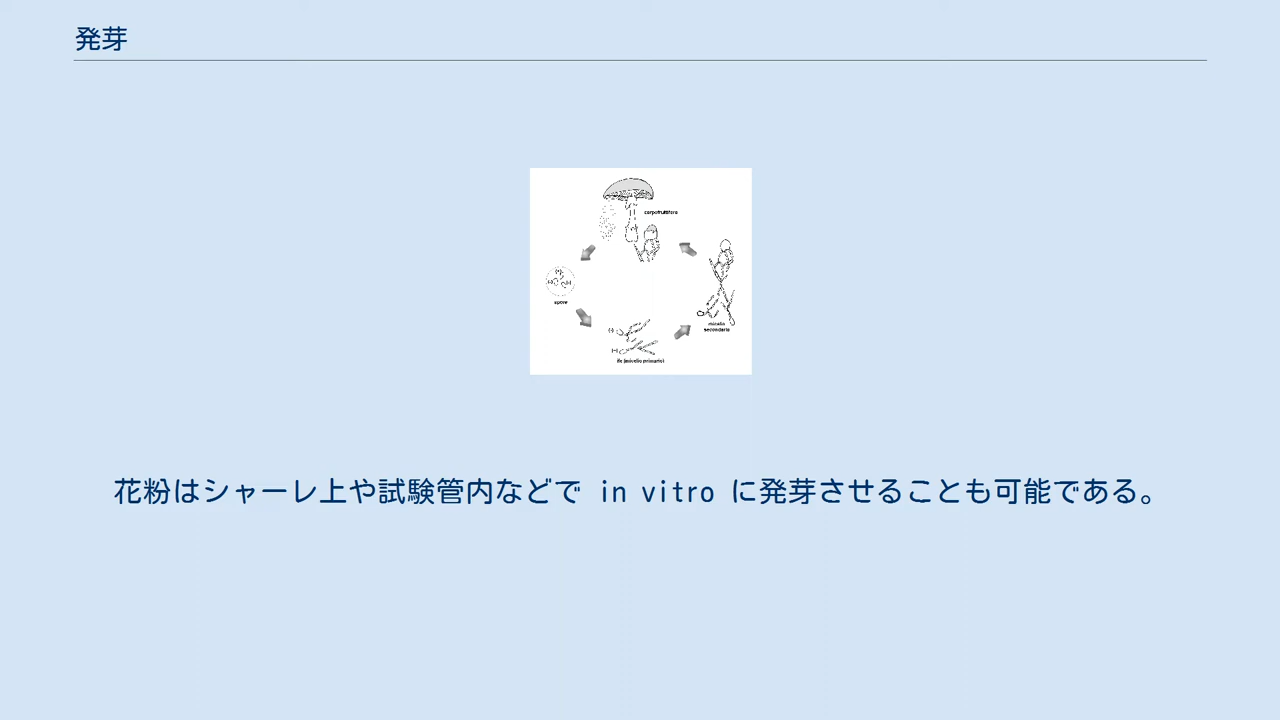 発芽
carpofruttifero
spore
micelio
secondario
花粉はシャーレ上や試験管内などで in vitro に発芽させることも可能である。